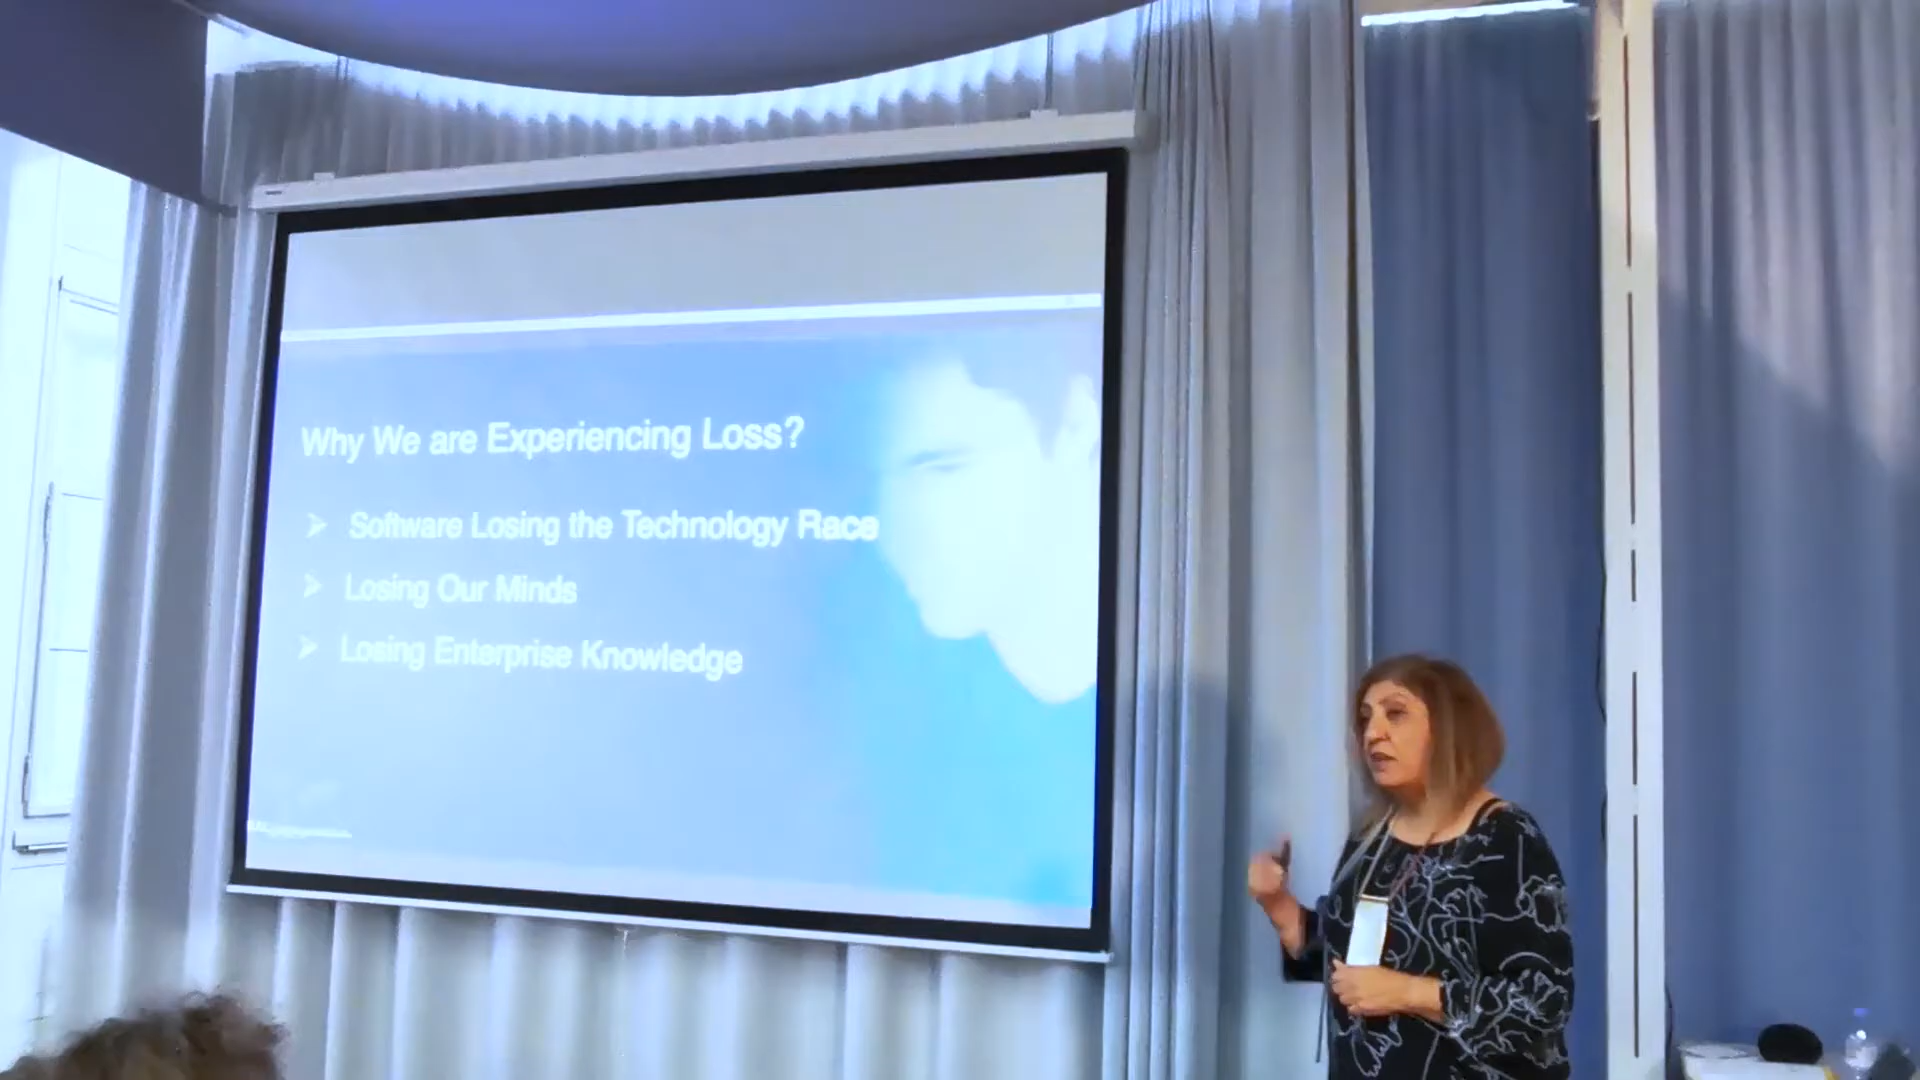 Why We are Experiencing Loss?
➢ Software Losing the Technology Race
➢ Losing Our Minds
➢ Losing Enterprise Knowledge